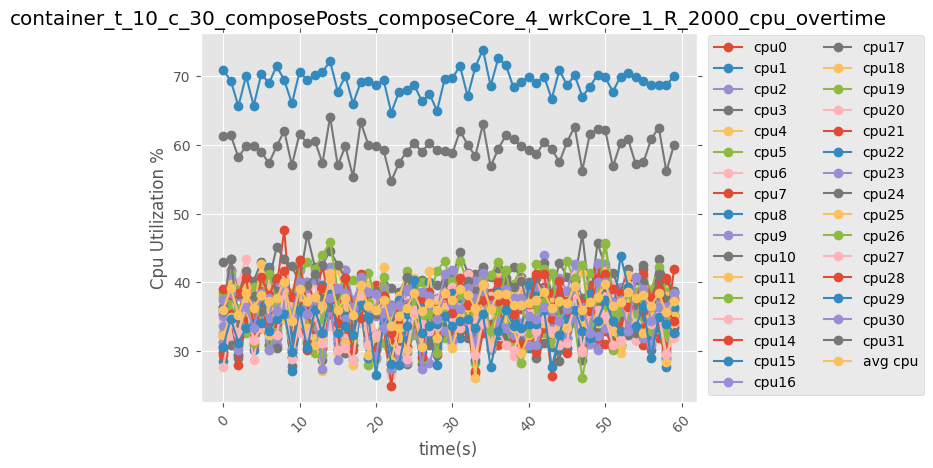 container_t_10_c_30_composePosts_composeCore_4_wrkCore_1_R_2000_cpu_overtime
Cpu Utilization %
70
60
50
40
30
0
10
20
30
40
50
60
time(s)
cpu0
cpu1
cpu2
cpu3
cpu4
cpu5
cpu6
cpu7
cpu8
cpu9
cpu10
cpu11
cpu12
cpu13
cpu14
cpu15
cpu16
cpu17
cpu18
cpu19
cpu20
cpu21
cpu22
cpu23
cpu24
cpu25
cpu26
cpu27
cpu28
cpu29
cpu30
cpu31
avg cpu